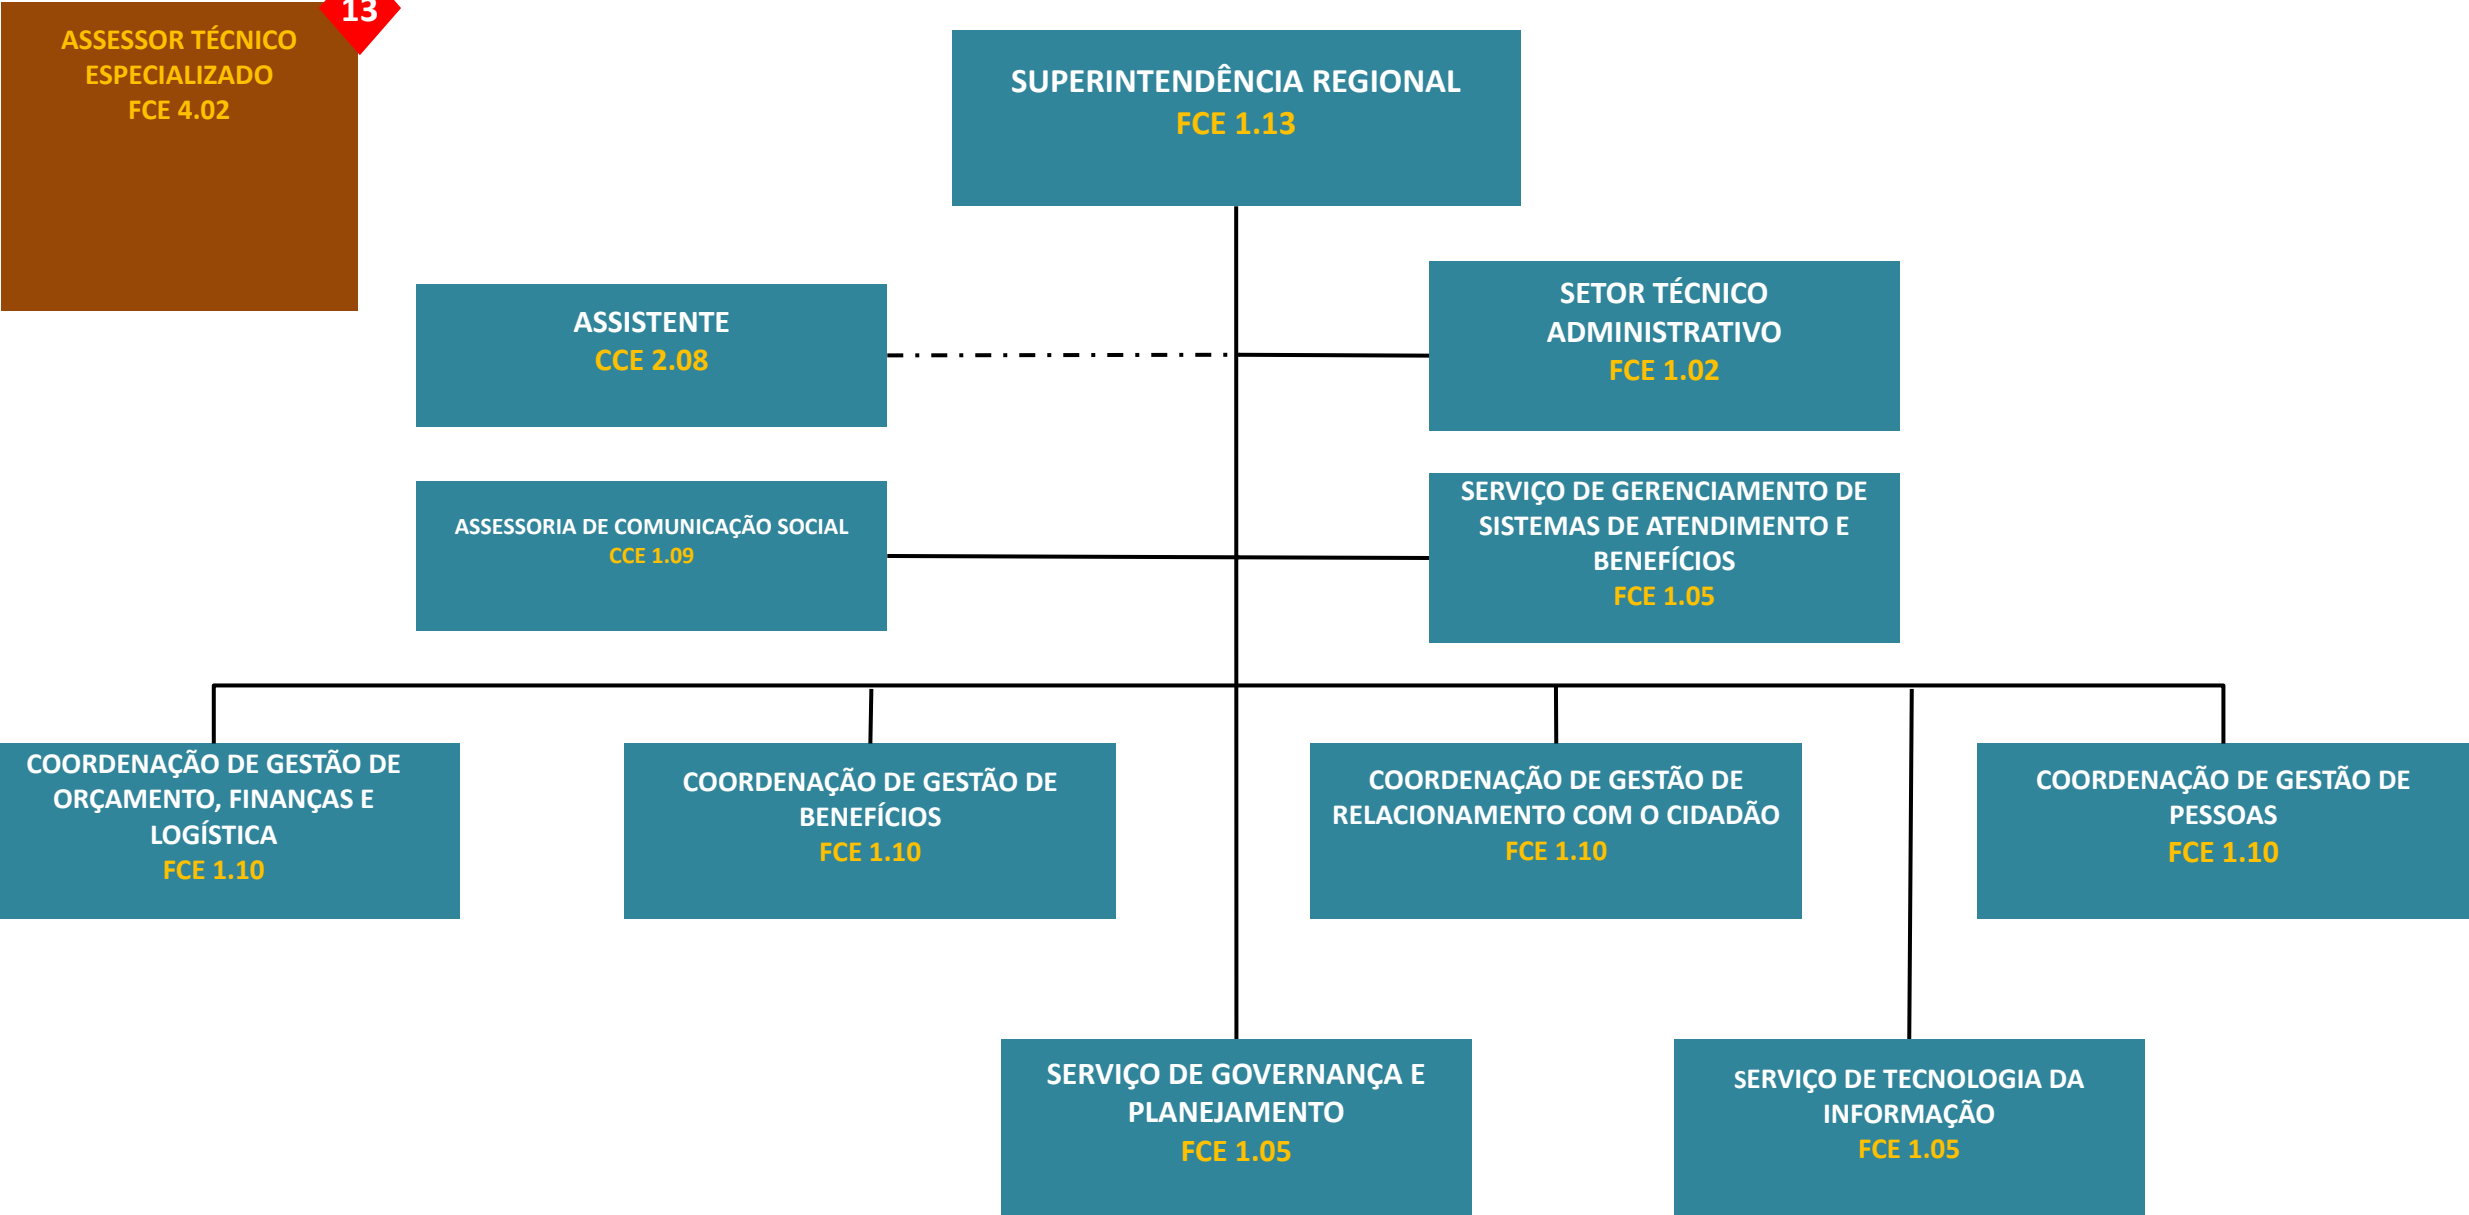 13
ASSESSOR TÉCNICO
ESPECIALIZADO
FCE 4.02
SUPERINTENDÊNCIA REGIONAL
FCE 1.13
ASSISTENTE
CCE 2.08
SETOR TÉCNICO
ADMINISTRATIVO
FCE 1.02
ASSESSORIA DE COMUNICAÇÃO SOCIAL
CCE 1.09
SERVIÇO DE GERENCIAMENTO DE
SISTEMAS DE ATENDIMENTO E
BENEFÍCIOS
FCE 1.05
COORDENAÇÃO DE GESTÃO DE
ORÇAMENTO, FINANÇAS E
LOGÍSTICA
FCE 1.10
COORDENAÇÃO DE GESTÃO DE
BENEFÍCIOS
FCE 1.10
COORDENAÇÃO DE GESTÃO DE
RELACIONAMENTO COM O CIDADÃO
FCE 1.10
COORDENAÇÃO DE GESTÃO DE
PESSOAS
FCE 1.10
SERVIÇO DE GOVERNANÇA E
PLANEJAMENTO
FCE 1.05
SERVIÇO DE TECNOLOGIA DA
INFORMAÇÃO
FCE 1.05